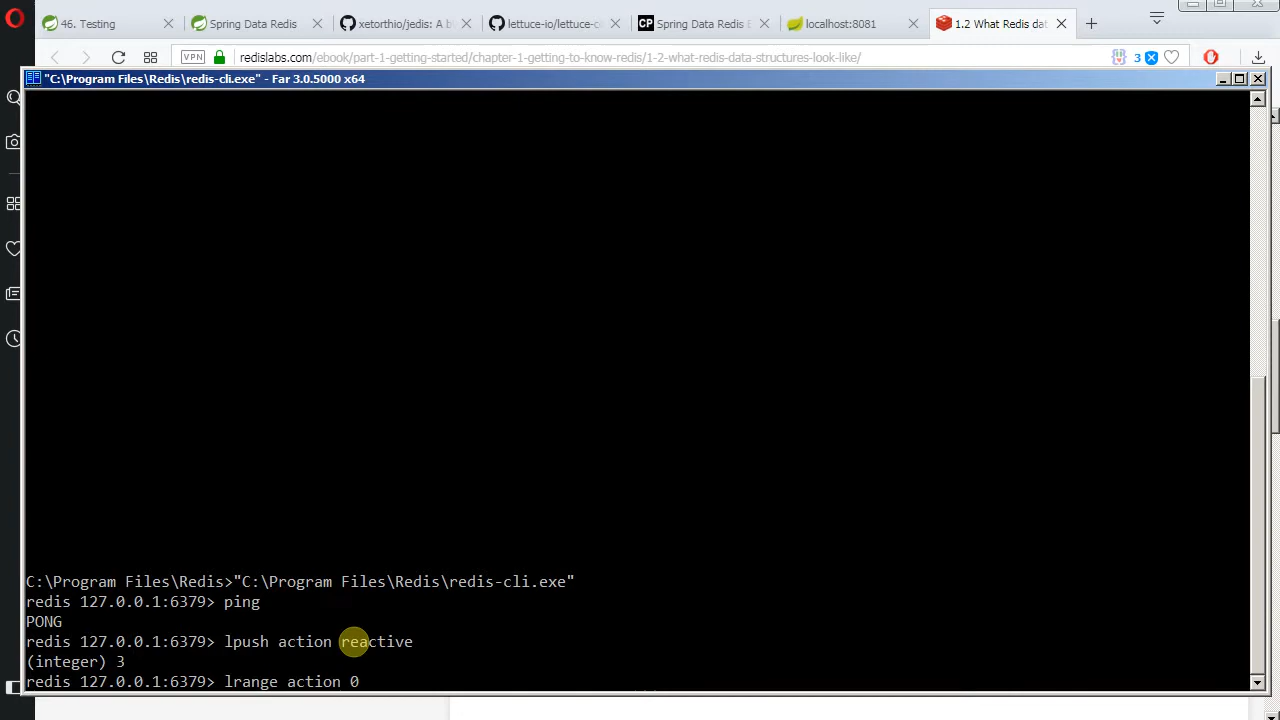 46. Testing
Spring Data Redis
xetorthio/jedis: A b
lettuce-io/lettuce-c
CP Spring Data Redis E
localhost:8081
1.2 What Redis dat
VPN redislabs.com/ebook/part-1-getting-started/chapter-1-getting-to-know-redis/1-2-what-redis-data-structures-look-like/
3
"C:\Program Files\Redis\redis-cli.exe" - Far 3.0.5000 x64
C:\Program Files\Redis>"C:\Program Files\Redis\redis-cli.exe"
redis 127.0.0.1:6379> ping
PONG
redis 127.0.0.1:6379> lpush action reactive
(integer) 3
redis 127.0.0.1:6379> lrange action 0